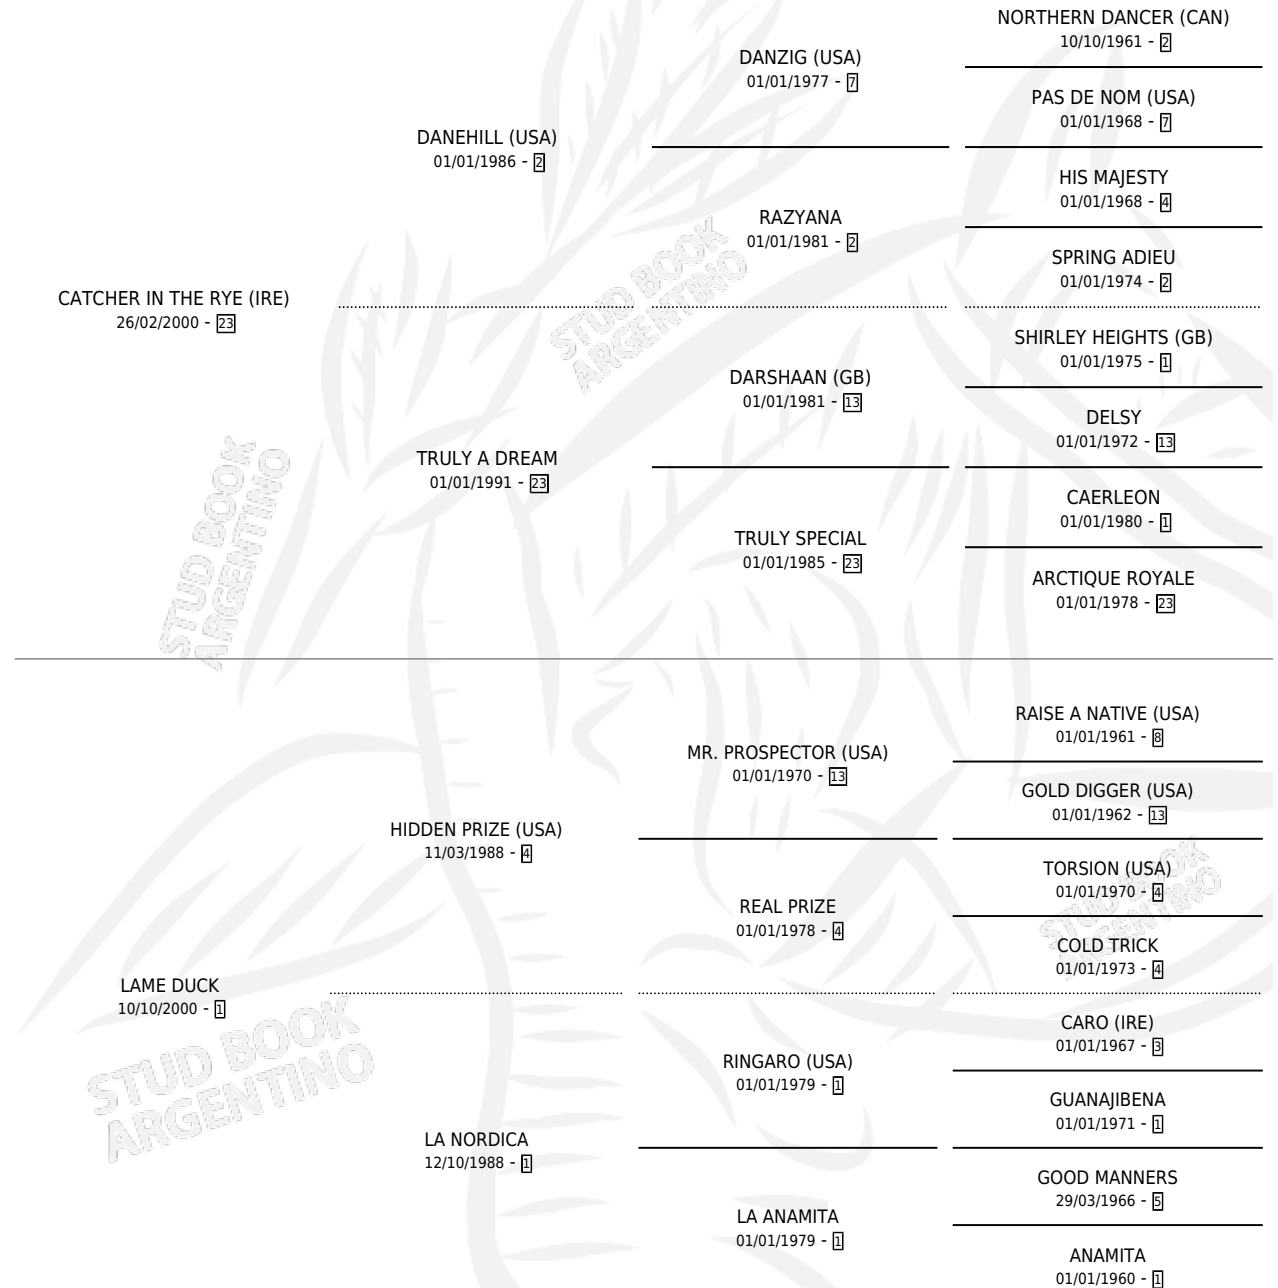 NORTHERN DANCER (CAN)
10/10/1961 - 2
DANZIG (USA)
01/01/1977 - 7
PAS DE NOM (USA)
01/01/1968 - 7
DANEHILL (USA)
01/01/1986 - 2
HIS MAJESTY
01/01/1968 - 4
RAZYANA
01/01/1981 - 2
SPRING ADIEU
01/01/1974 - 2
CATCHER IN THE RYE (IRE)
26/02/2000 - 23
SHIRLEY HEIGHTS (GB)
01/01/1975 - 1
DARSHAAN (GB)
01/01/1981 - 13
DELSY
01/01/1972 - 13
TRULY A DREAM
01/01/1991 - 23
CAERLEON
01/01/1980 - 1
TRULY SPECIAL
01/01/1985 - 23
ARCTIQUE ROYALE
01/01/1978 - 23
STUD BOOK
ARGENTINO
STUD BOOK
ARGENTINO
RAISE A NATIVE (USA)
01/01/1961 - 8
MR. PROSPECTOR (USA)
01/01/1970 - 13
GOLD DIGGER (USA)
01/01/1962 - 13
HIDDEN PRIZE (USA)
11/03/1988 - 4
TORSION (USA)
01/01/1970 - 4
REAL PRIZE
01/01/1978 - 4
COLD TRICK
01/01/1973 - 4
LAME DUCK
10/10/2000 - 1
CARO (IRE)
01/01/1967 - 3
RINGARO (USA)
01/01/1979 - 1
GUANAJIBENA
01/01/1971 - 1
LA NORDICA
12/10/1988 - 1
GOOD MANNERS
29/03/1966 - 5
LA ANAMITA
01/01/1979 - 1
ANAMITA
01/01/1960 - 1
STUD BOOK
ARGENTINO
STUD BOOK
ARGENTINO